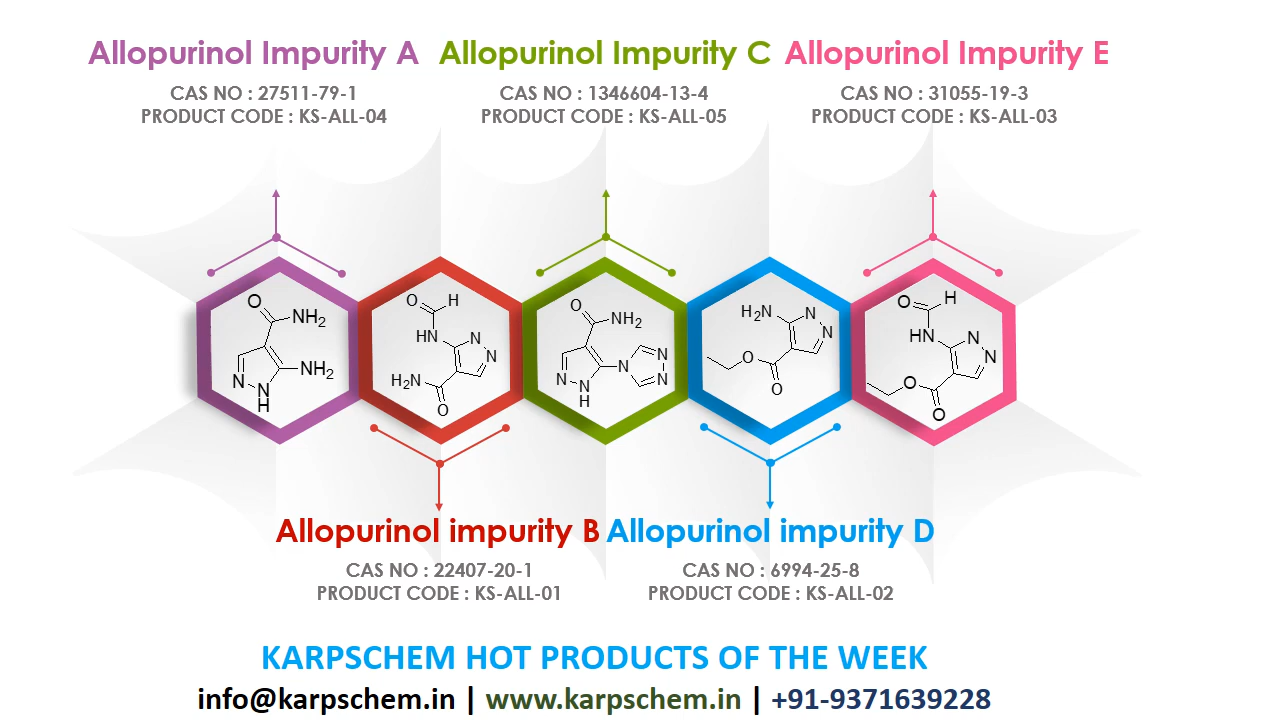 Allopurinol Impurity A
CAS NO : 27511-79-1
PRODUCT CODE : KS-ALL-04
Allopurinol Impurity C
CAS NO : 1346604-13-4
PRODUCT CODE : KS-ALL-05
Allopurinol Impurity E
CAS NO : 31055-19-3
PRODUCT CODE : KS-ALL-03
O
NH2
NH2
N
N
H
O
H
HN
N
N
H2N
O
O
NH2
N
N
N
N
N
H
H2N
N
N
O
O
O
H
HN
N
N
O
O
Allopurinol impurity B
CAS NO : 22407-20-1
PRODUCT CODE : KS-ALL-01
Allopurinol impurity D
CAS NO : 6994-25-8
PRODUCT CODE : KS-ALL-02
KARPSCHEM HOT PRODUCTS OF THE WEEK
info@karpschem.in | www.karpschem.in | +91-9371639228